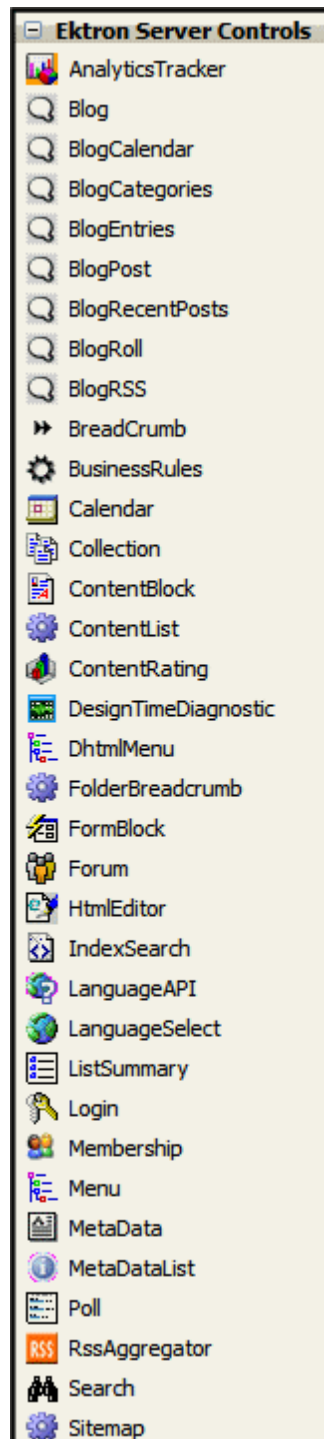 Ektron Server Controls
AnalyticsTracker
Blog
BlogCalendar
BlogCategories
BlogEntries
BlogPost
BlogRecentPosts
BlogRoll
BlogRSS
BreadCrumb
BusinessRules
Calendar
Collection
ContentBlock
ContentList
ContentRating
DesignTimeDiagnostic
DhtmlMenu
FolderBreadcrumb
FormBlock
Forum
HtmlEditor
IndexSearch
LanguageAPI
LanguageSelect
ListSummary
Login
Membership
Menu
MetaData
MetaDataList
Poll
RSS RssAggregator
Search
Sitemap